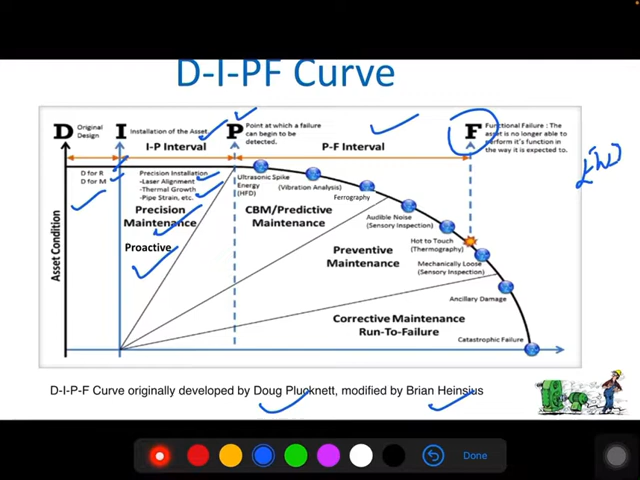 D-I-PF Curve
D Original Design
I Installation of the Asset
P Point at which a failure can begin to be detected.
F Functional Failure : The asset is no longer able to perform it's function in the way it is expected to.
I-P Interval
P-F Interval
D for R
D for M
Precision Installation
- Laser Alignment
- Thermal Growth
- Pipe Strain, etc.
Precision
Maintenance
Proactive
Ultrasonic Spike
Energy
(HFD)
(Vibration Analysis)
Ferrography
CBM/Predictive
Maintenance
Audible Noise
(Sensory Inspection)
Hot to Touch
(Thermography)
Preventive
Maintenance
Mechanically Loose
(Sensory Inspection)
Ancillary Damage
Corrective Maintenance
Run-To-Failure
Catastrophic Failure
Asset Condition
D-I-P-F Curve originally developed by Doug Plucknett, modified by Brian Heinsius
Done